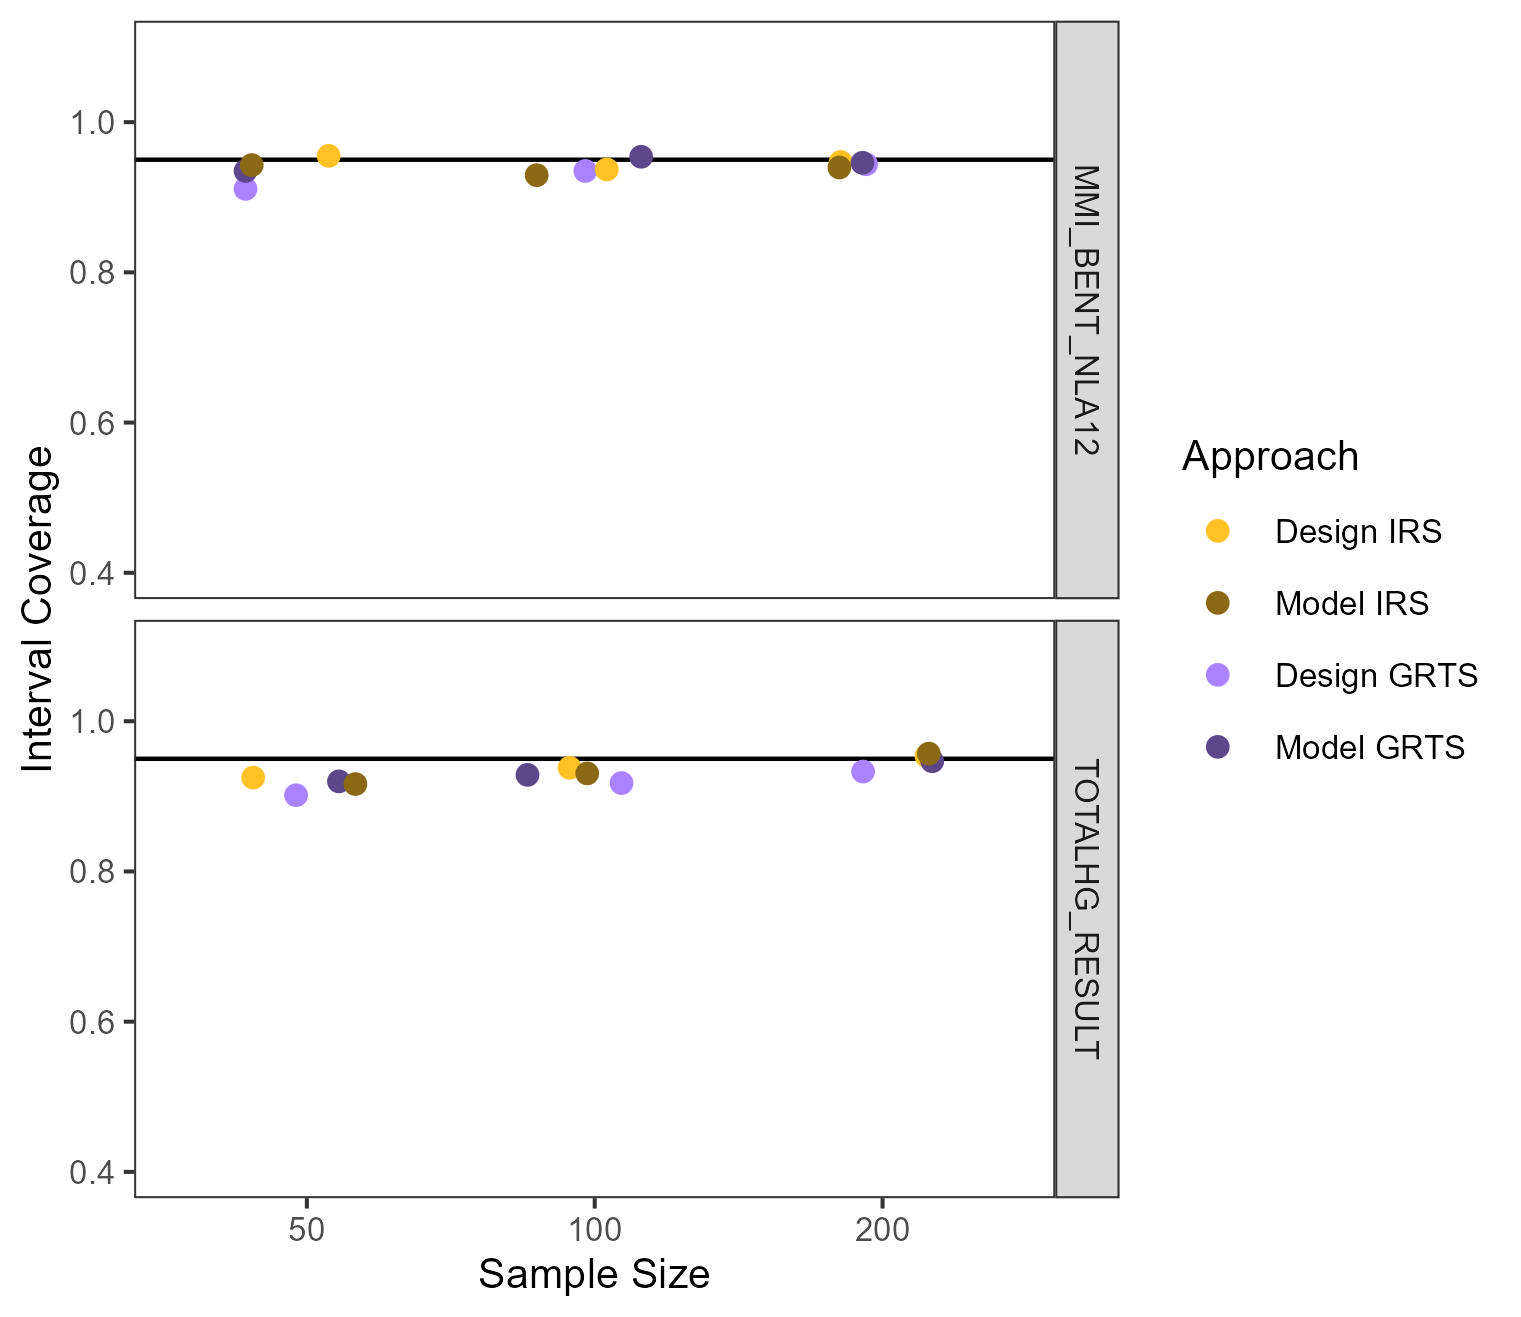 1.0
0.8
0.6
0.4
MMI_BENT_NLA12
Interval Coverage
1.0
0.8
0.6
0.4
TOTALHG_RESULT
50
100
200
Sample Size
Approach
Design IRS
Model IRS
Design GRTS
Model GRTS